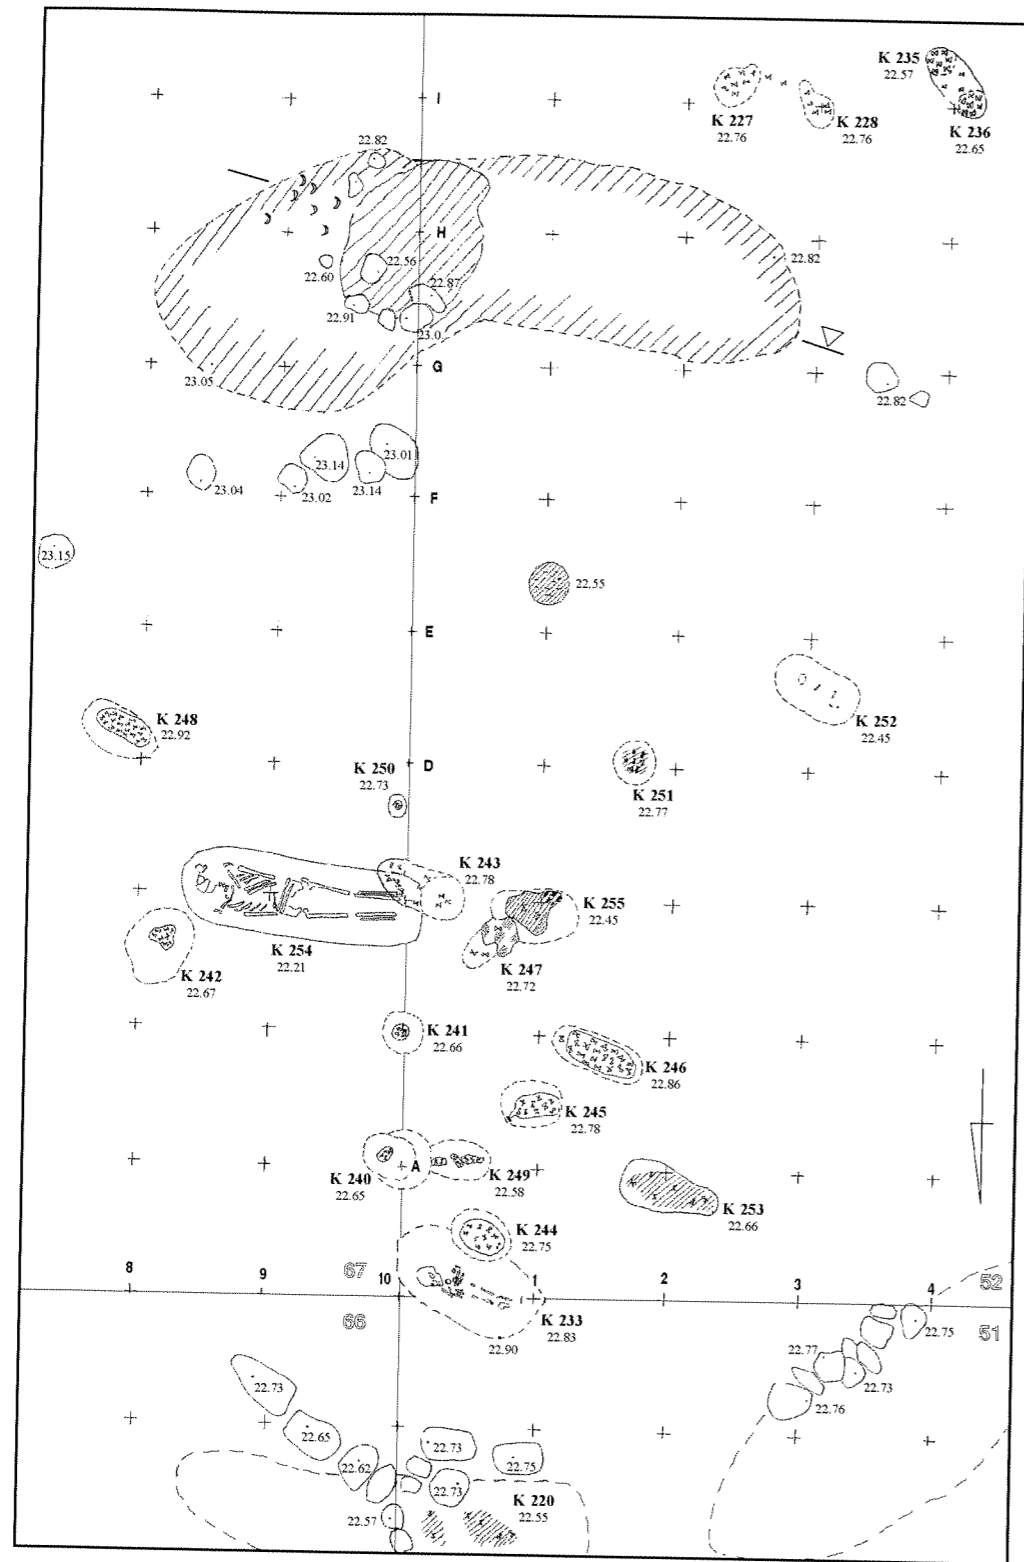 K 235
22.57
I
K 227
22.76
K 228
22.76
K 236
22.65
22.82
H
22.56
22.60
22.87
22.82
22.91
23.0
G
23.05
22.82
23.14
23.01
23.04
23.02
23.14
F
23.15
22.55
E
K 248
22.92
K 252
22.45
K 250
22.73
D
K 251
22.77
K 243
22.78
K 255
22.45
K 254
22.21
K 247
22.72
K 242
22.67
K 241
22.66
K 246
22.86
K 245
22.78
A
K 240
22.65
K 249
22.58
K 253
22.66
K 244
22.75
8
9
67
10
1
2
3
4
52
66
K 233
22.83
22.90
22.75
51
22.77
22.73
22.73
22.76
22.65
22.73
22.62
22.75
22.73
K 220
22.55
22.57